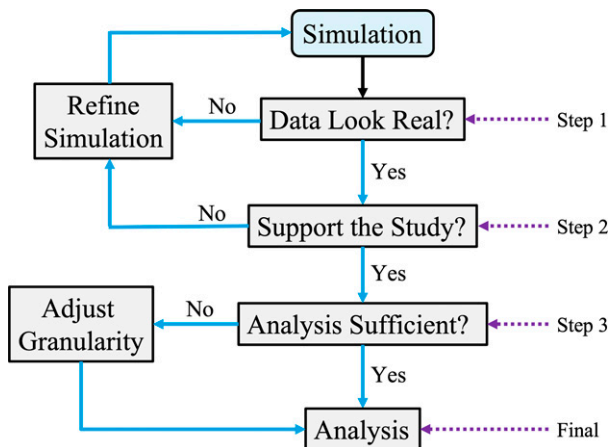 Simulation
Refine
Simulation
No
Data Look Real?
Step 1
Yes
No
Support the Study?
Step 2
Yes
Adjust
Granularity
No
Analysis Sufficient?
Step 3
Yes
Analysis
Final